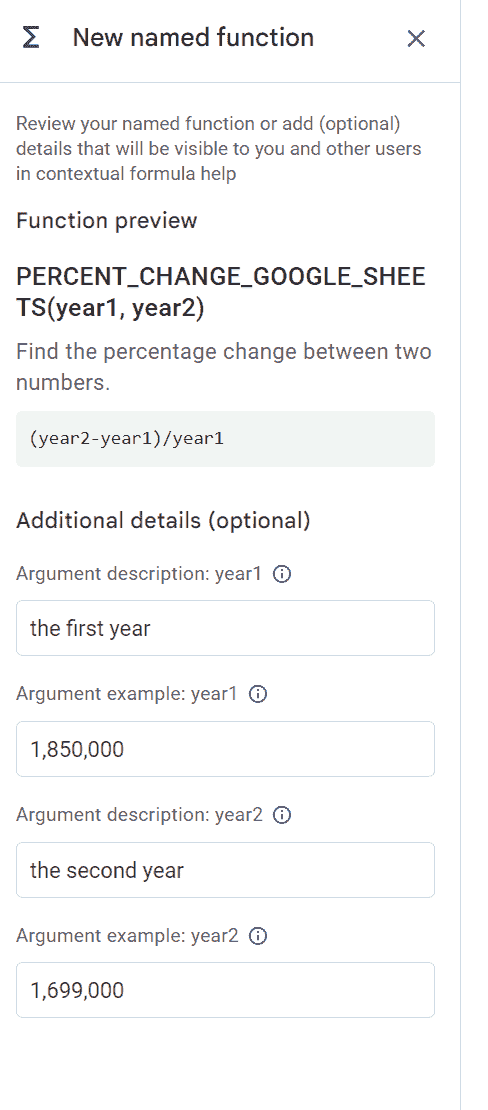 New named function
Review your named function or add (optional)
details that will be visible to you and other users
in contextual formula help
Function preview
PERCENT_CHANGE_GOOGLE_SHEE
TS(year1, year2)
Find the percentage change between two
numbers.
(year2-year1)/year1
Additional details (optional)
Argument description: year1
the first year
Argument example: year1
1,850,000
Argument description: year2
the second year
Argument example: year2
1,699,000